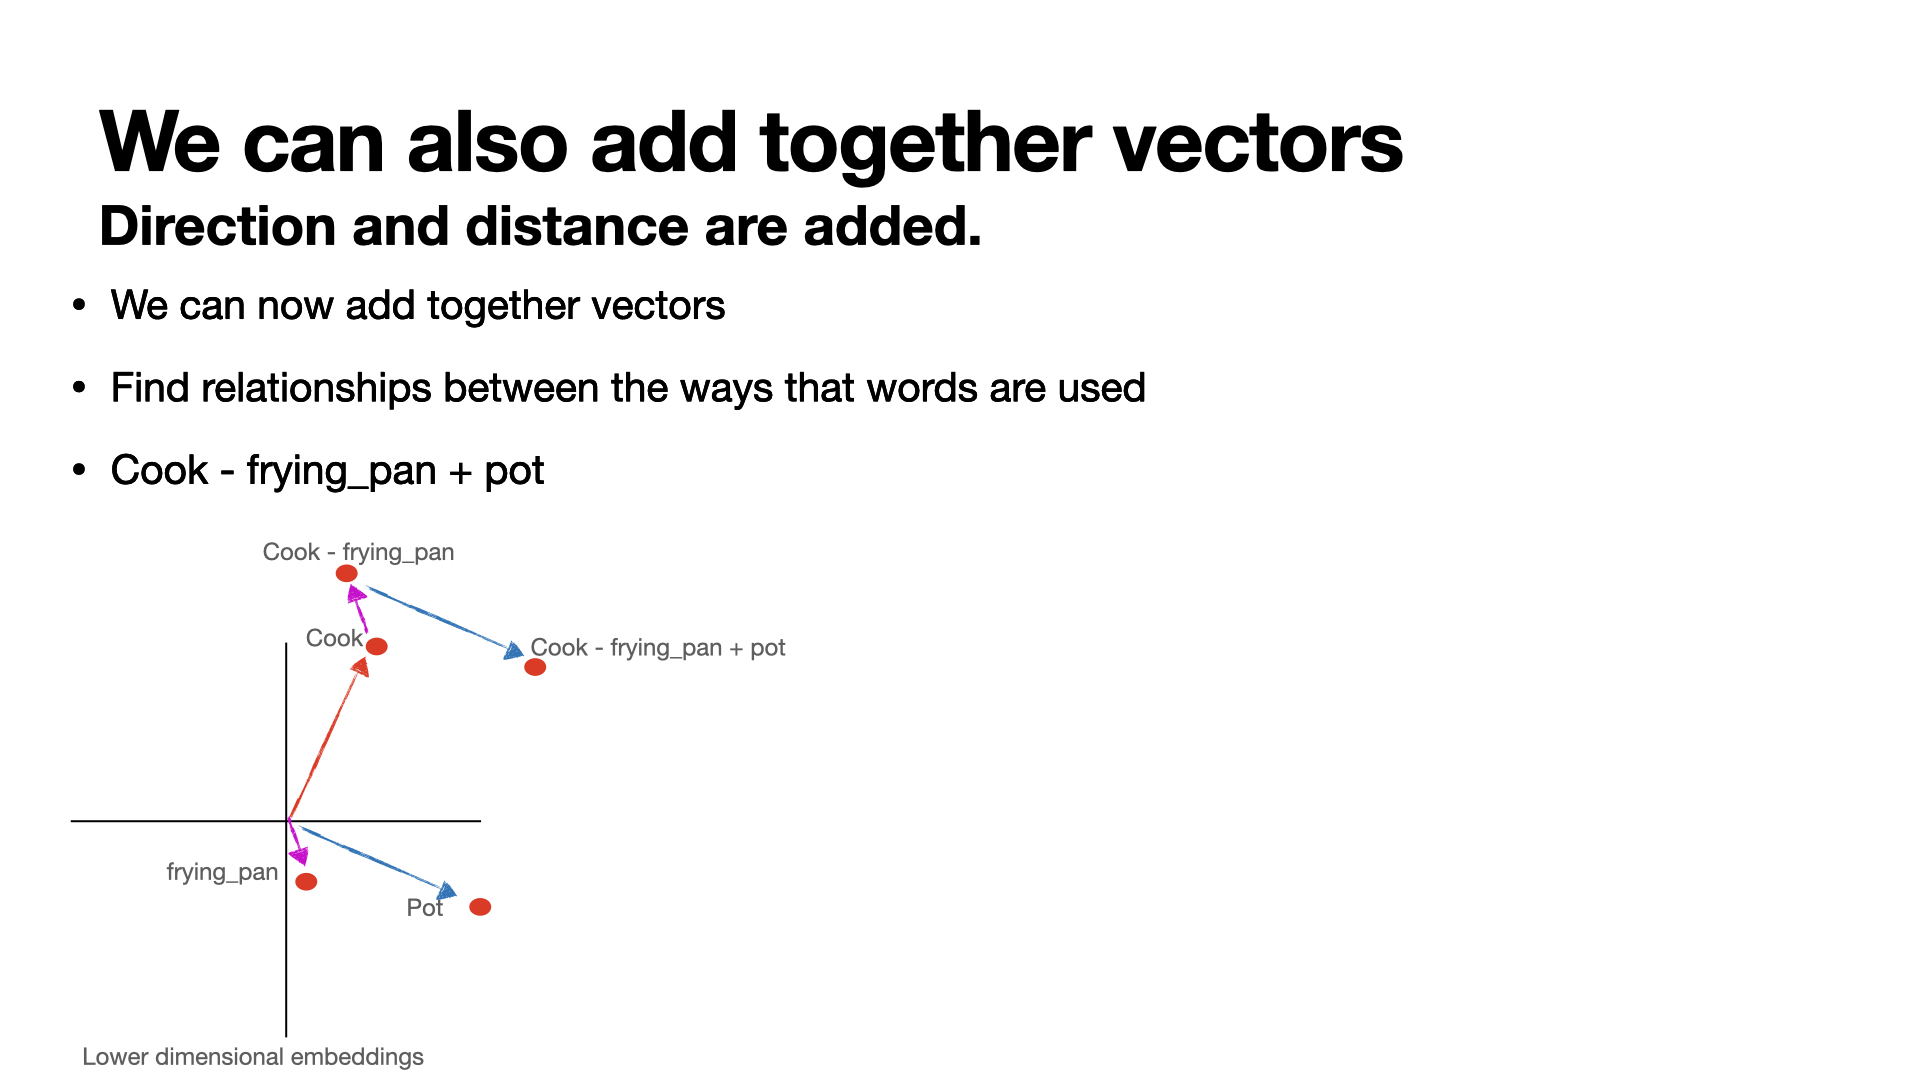 We can also add together vectors
Direction and distance are added.
• We can now add together vectors
• Find relationships between the ways that words are used
• Cook - frying_pan + pot
Cook - frying_pan
Cook
Cook - frying_pan + pot
frying_pan
Pot
Lower dimensional embeddings